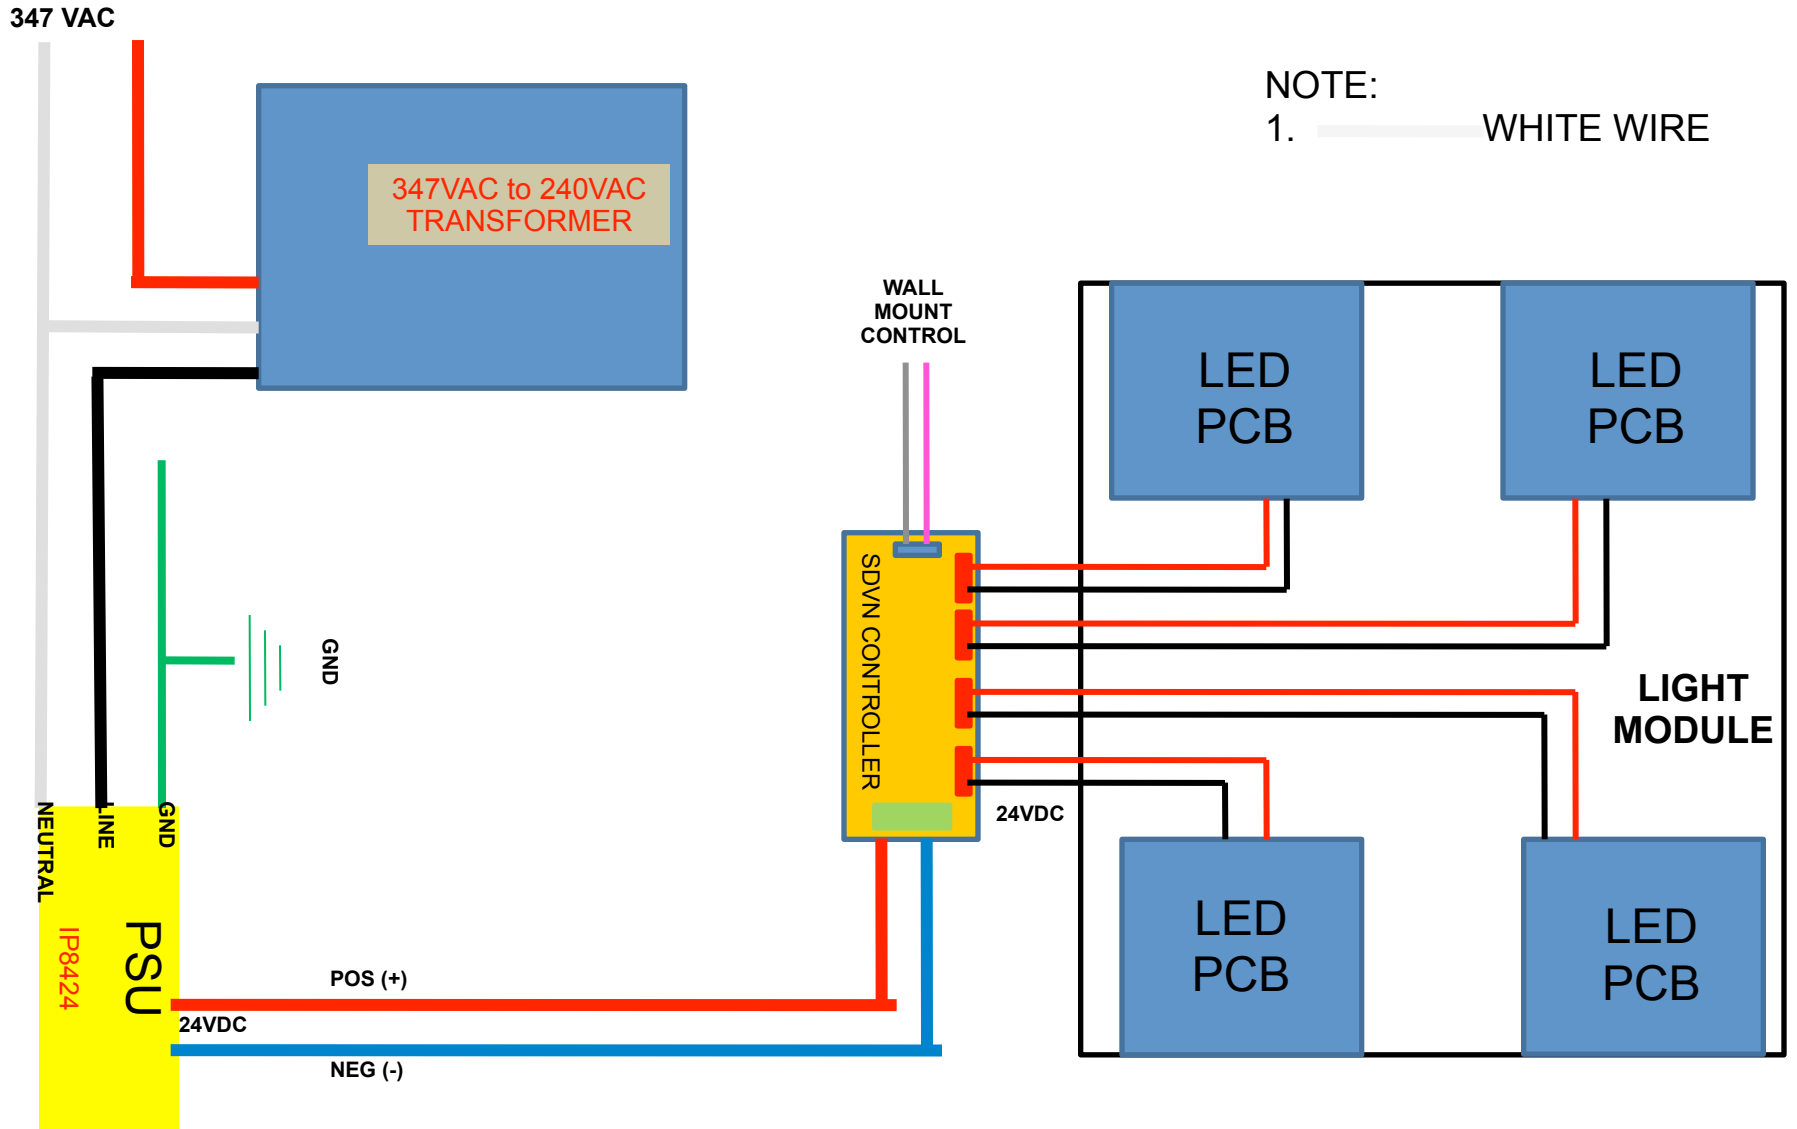 347 VAC
347VAC to 240VAC
TRANSFORMER
NOTE:
1. WHITE WIRE
WALL
MOUNT
CONTROL
LED
PCB
LED
PCB
GND
SDVN CONTROLLER
LIGHT
MODULE
24VDC
NEUTRAL
LINE
GND
PSU
IP8424
POS (+)
24VDC
NEG (-)
LED
PCB
LED
PCB